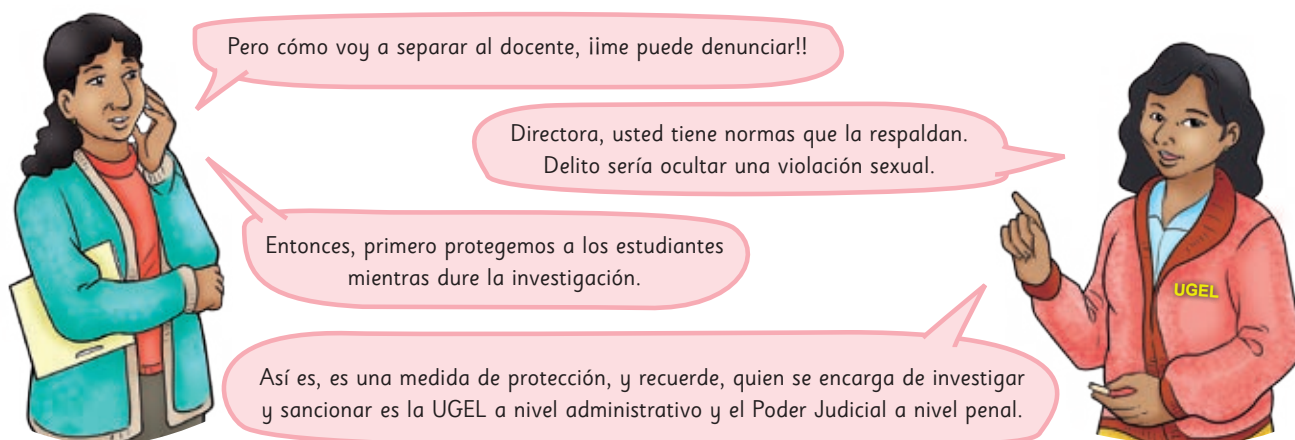 Pero cómo voy a separar al docente, ¡¡me puede denunciar!!
Directora, usted tiene normas que la respaldan.
Delito sería ocultar una violación sexual.
Entonces, primero protegemos a los estudiantes
mientras dure la investigación.
UGEL
Así es, es una medida de protección, y recuerde, quien se encarga de investigar
y sancionar es la UGEL a nivel administrativo y el Poder Judicial a nivel penal.